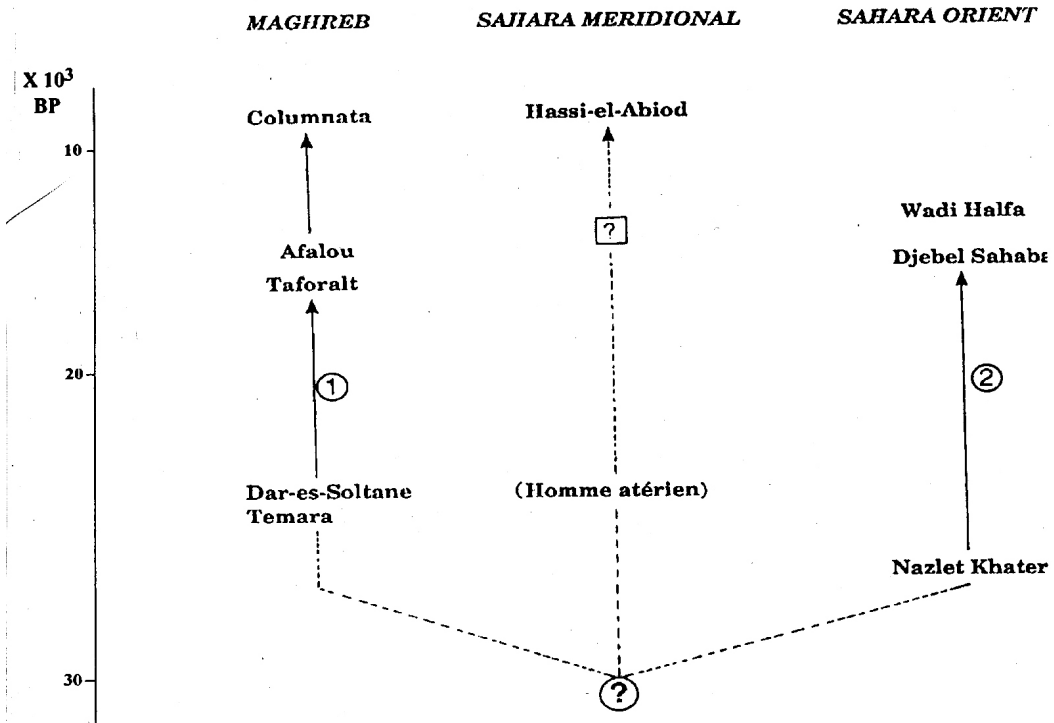 MAGHREB SAHARA MERIDIONAL SAHARA ORIENT
X 10³
BP
Columnata Hassi-el-Abiod
10
Wadi Halfa
?
Afalou Djebel Sahaba
Taforalt
20
1 2
Dar-es-Soltane (Homme atérien)
Temara
Nazlet Khater
30 ?